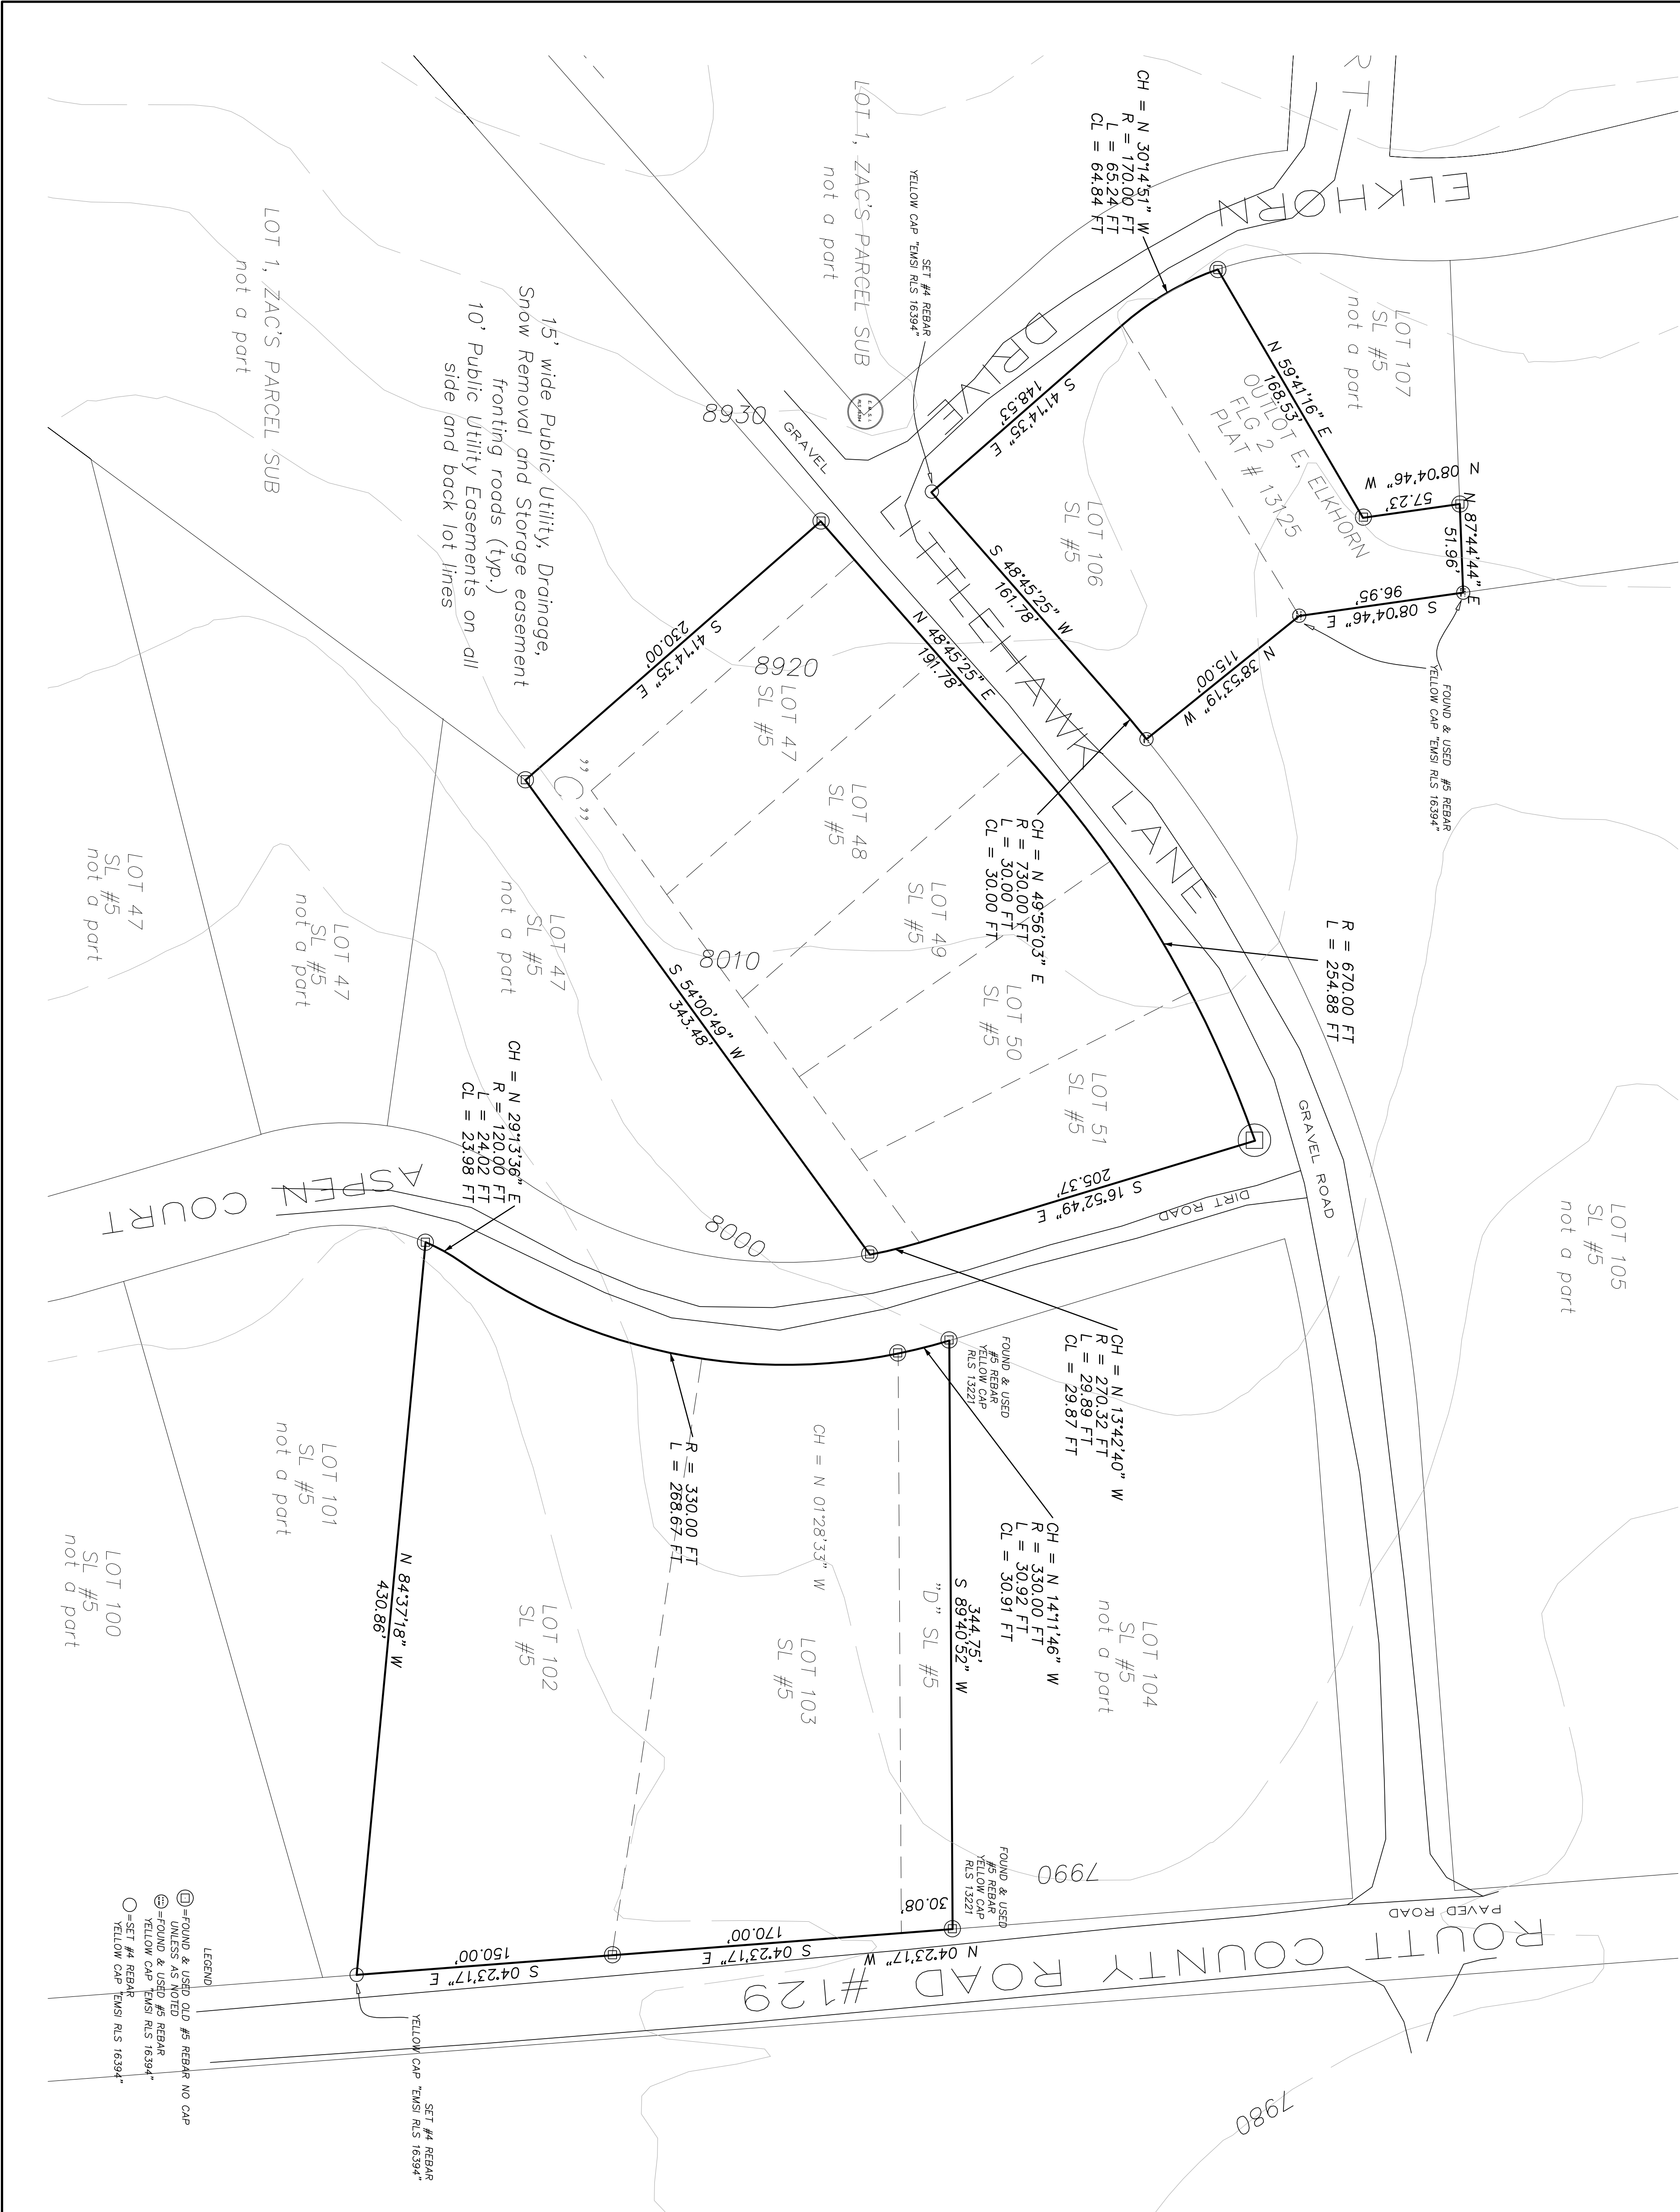 ELKHORN
RT
DRIVE
CH = N 30°14'51" W
R = 170.00 FT
L = 65.24 FT
CL = 64.84 FT
LOT 1, ZAC'S PARCEL SUB
not a part
SET #4 REBAR
YELLOW CAP "EMSI RLS 16394"
LOT 107
SL #5
not a part
N 59°41'16" E
168.53'
OUTLOT E, ELKHORN
FLG 2
PLAT # 13125
N 08°04'46" W
57.23'
N 87°44'44" E
51.96'
S 08°04'46" E
96.95'
FOUND & USED #5 REBAR
YELLOW CAP "EMSI RLS 16394"
N 38°53'19" W
115.00'
S 41°14'35" E
148.53'
LOT 106
SL #5
S 48°45'25" W
161.78'
LITTLE HAWK LANE
GRAVEL
8930
LOT 1, ZAC'S PARCEL SUB
not a part
15' wide Public Utility, Drainage,
Snow Removal and Storage easement
fronting roads (typ.)
10' Public Utility Easements on all
side and back lot lines
N 48°45'25" E
191.78'
S 41°14'35" E
230.00'
8920
LOT 47
SL #5
"C"
LOT 48
SL #5
LOT 49
SL #5
LOT 50
SL #5
LOT 51
SL #5
8010
CH = N 49°56'03" E
R = 730.00 FT
L = 30.00 FT
CL = 30.00 FT
R = 670.00 FT
L = 254.88 FT
S 54°00'49" W
343.48'
S 16°52'49" E
205.37'
DIRT ROAD
GRAVEL ROAD
LOT 47
SL #5
not a part
LOT 47
SL #5
not a part
LOT 47
SL #5
not a part
LOT 105
SL #5
not a part
ASPEN COURT
8000
CH = N 29°13'36" E
R = 120.00 FT
L = 24.02 FT
CL = 23.98 FT
CH = N 13°42'40" W
R = 270.32 FT
L = 29.89 FT
CL = 29.87 FT
FOUND & USED
#5 REBAR
YELLOW CAP
RLS 13221
CH = N 14°11'46" W
R = 330.00 FT
L = 30.92 FT
CL = 30.91 FT
R = 330.00 FT
L = 268.67 FT
CH = N 01°28'33" W
344.75'
S 89°40'52" W
"D" SL #5
LOT 104
SL #5
not a part
LOT 103
SL #5
LOT 102
SL #5
LOT 101
SL #5
not a part
LOT 100
SL #5
not a part
N 84°37'18" W
430.86'
7990
FOUND & USED
#5 REBAR
YELLOW CAP
RLS 13221
30.08'
N 04°23'17" W
170.00'
S 04°23'17" E
150.00'
S 04°23'17" E
PAVED ROAD
ROUTT COUNTY ROAD
#129
7980
SET #4 REBAR
YELLOW CAP "EMSI RLS 16394"
LEGEND
=FOUND & USED OLD #5 REBAR NO CAP
UNLESS AS NOTED
=FOUND & USED #5 REBAR
YELLOW CAP "EMSI RLS 16394"
=SET #4 REBAR
YELLOW CAP "EMSI RLS 16394"